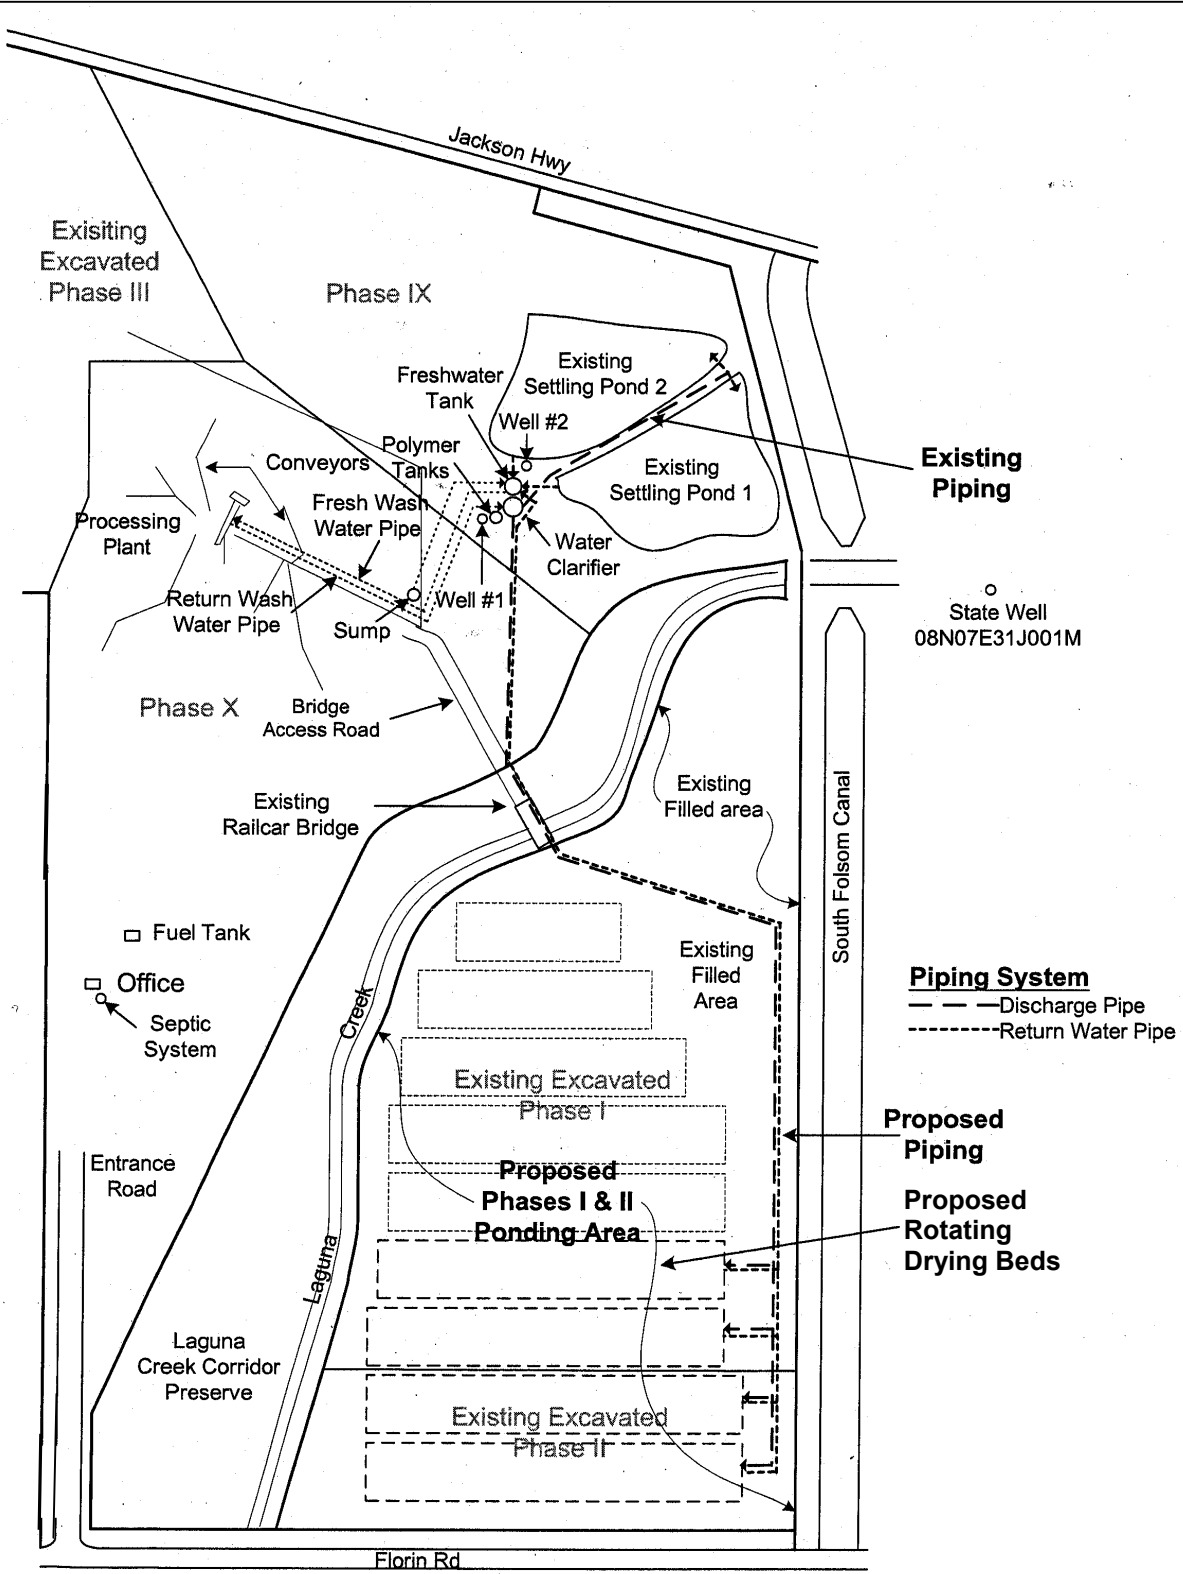 Jackson Hwy
Exisiting
Excavated
Phase III
Phase IX
Existing
Settling Pond 2
Freshwater
Tank
Well #2
Existing
Piping
Polymer
Tanks
Conveyors
Existing
Settling Pond 1
Fresh Wash
Water Pipe
Processing
Plant
Water
Clarifier
Return Wash
Water Pipe
Well #1
Sump
State Well
08N07E31J001M
Phase X
Bridge
Access Road
Existing
Railcar Bridge
Existing
Filled area
South Folsom Canal
Fuel Tank
Office
Septic
System
Existing
Filled
Area
Piping System
Discharge Pipe
Return Water Pipe
Creek
Existing Excavated
Phase I
Proposed
Piping
Entrance
Road
Proposed
Phases I & II
Ponding Area
Proposed
Rotating
Drying Beds
Laguna
Laguna
Creek Corridor
Preserve
Existing Excavated
Phase II
Florin Rd